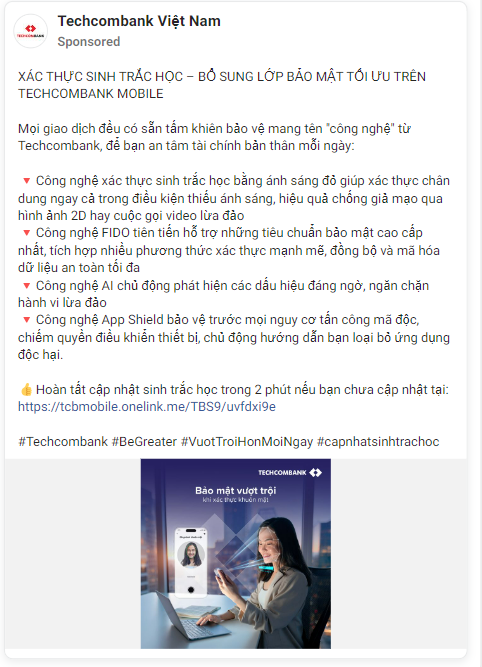 Techcombank Việt Nam
Sponsored
XÁC THỰC SINH TRẮC HỌC – BỔ SUNG LỚP BẢO MẬT TỐI ƯU TRÊN
TECHCOMBANK MOBILE
Mọi giao dịch đều có sẵn tấm khiên bảo vệ mang tên "công nghệ" từ
Techcombank, để bạn an tâm tài chính bản thân mỗi ngày:
🔻Công nghệ xác thực sinh trắc học bằng ánh sáng đỏ giúp xác thực chân
dung ngay cả trong điều kiện thiếu ánh sáng, hiệu quả chống giả mạo qua
hình ảnh 2D hay cuộc gọi video lừa đảo
🔻Công nghệ FIDO tiên tiến hỗ trợ những tiêu chuẩn bảo mật cao cấp
nhất, tích hợp nhiều phương thức xác thực mạnh mẽ, đồng bộ và mã hóa
dữ liệu an toàn tối đa
🔻Công nghệ AI chủ động phát hiện các dấu hiệu đáng ngờ, ngăn chặn
hành vi lừa đảo
🔻Công nghệ App Shield bảo vệ trước mọi nguy cơ tấn công mã độc,
chiếm quyền điều khiển thiết bị, chủ động hướng dẫn bạn loại bỏ ứng dụng
độc hại.
👍Hoàn tất cập nhật sinh trắc học trong 2 phút nếu bạn chưa cập nhật tại:
https://tcbmobile.onelink.me/TBS9/uvfdxi9e
#Techcombank #BeGreater #VuotTroiHonMoiNgay #capnhatsinhtrachoc
TECHCOMBANK
Bảo mật vượt trội
khi xác thực khuôn mặt